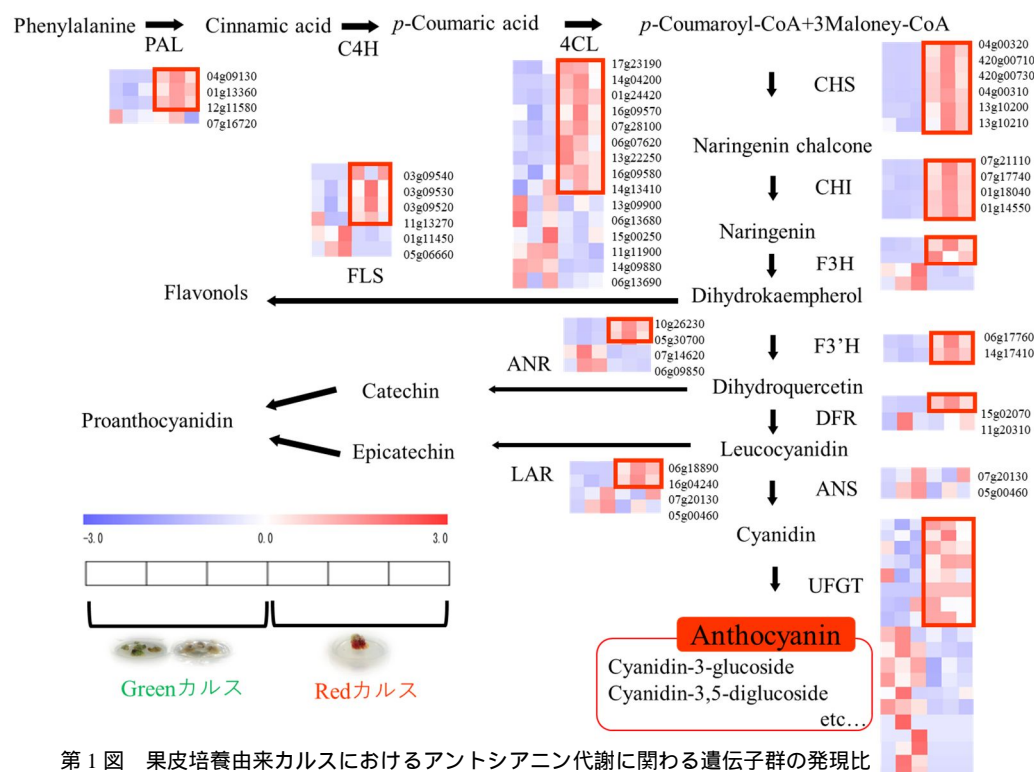 Phenylalanine
Cinnamic acid
p-Coumaric acid
p-Coumaroyl-CoA+3Maloney-CoA
PAL
C4H
4CL
04g09130
01g13360
12g11580
07g16720
17g23190
14g04200
01g24420
16g09570
07g28100
06g07620
13g22250
16g09580
14g13410
13g09900
06g13680
15g00250
11g11900
14g09880
06g13690
CHS
04g00320
420g00710
420g00730
04g00310
13g10200
13g10210
Naringenin chalcone
CHI
07g21110
07g17740
01g18040
01g14550
Naringenin
F3H
03g09540
03g09530
03g09520
11g13270
01g11450
05g06660
FLS
Flavonols
Dihydrokaempherol
10g26230
05g30700
07g14620
06g09850
ANR
F3’H
06g17760
14g17410
Catechin
Dihydroquercetin
Proanthocyanidin
DFR
15g02070
11g20310
Epicatechin
Leucocyanidin
LAR
06g18890
16g04240
07g20130
05g00460
ANS
07g20130
05g00460
Cyanidin
UFGT
-3.0
0.0
3.0
Greenカルス
Redカルス
Anthocyanin
Cyanidin-3-glucoside
Cyanidin-3,5-diglucoside
etc…
第1図 果皮培養由来カルスにおけるアントシアニン代謝に関わる遺伝子群の発現比